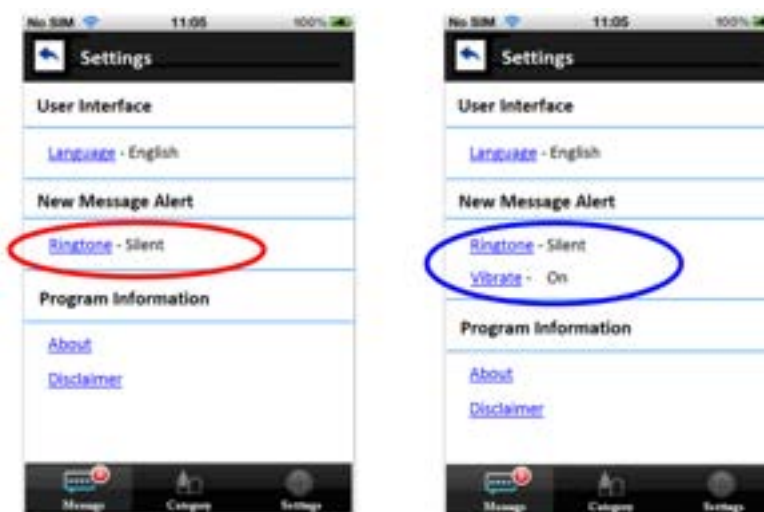 No SIM 11:05 100%
Settings
User Interface
Language - English
New Message Alert
Ringtone - Silent
Program Information
About
Disclaimer
Message Category Settings
No SIM 11:05 100%
Settings
User Interface
Language - English
New Message Alert
Ringtone - Silent
Vibrate - On
Program Information
About
Disclaimer
Message Category Settings